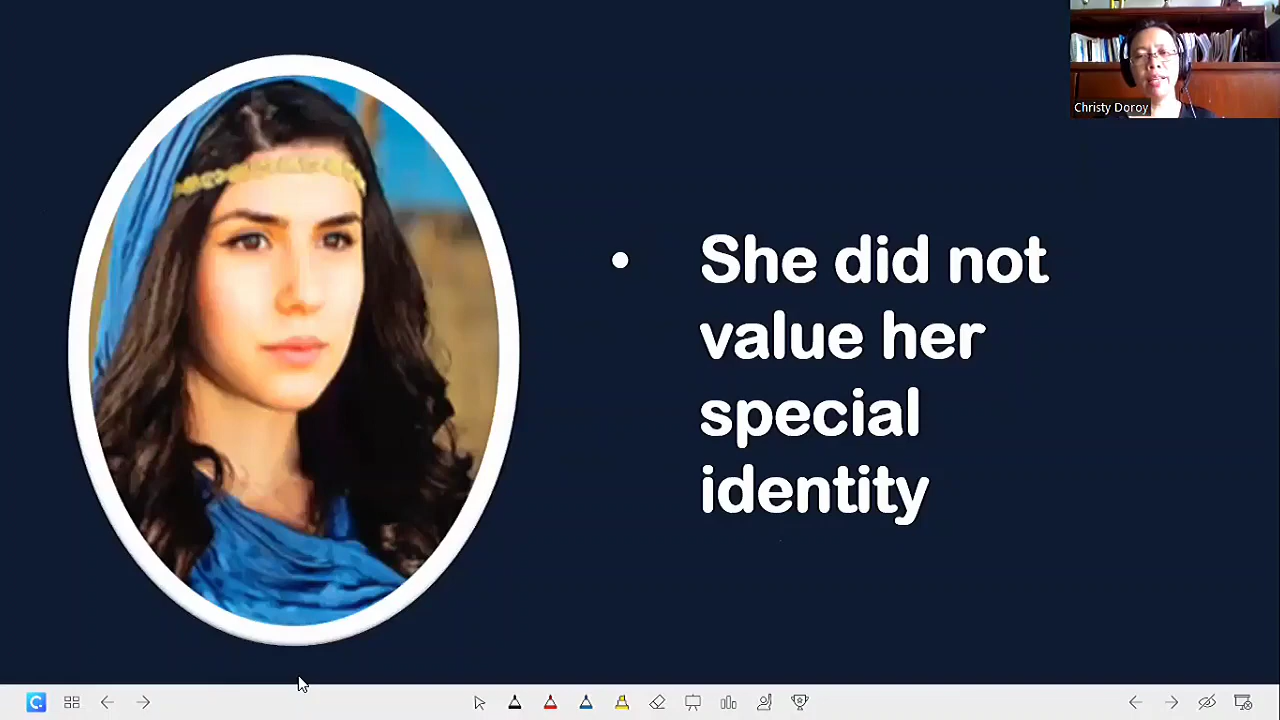 Christy Doroy
• She did not
value her
special
identity